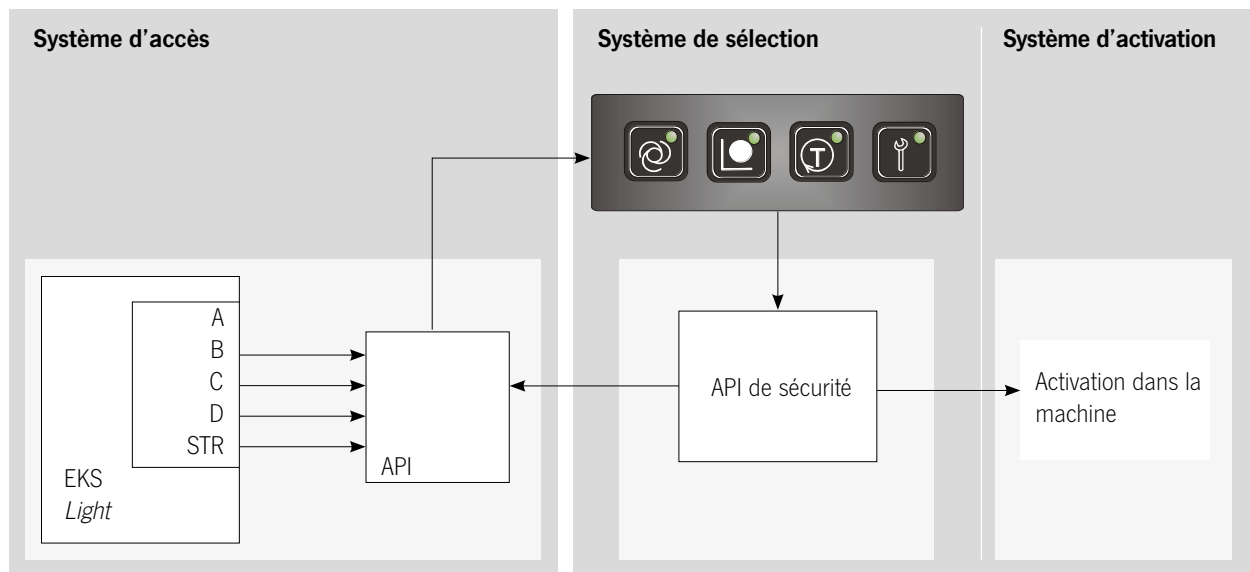 Système d'accès
Système de sélection
Système d'activation
T
A
B
C
D
STR
EKS
Light
API
API de sécurité
Activation dans la
machine